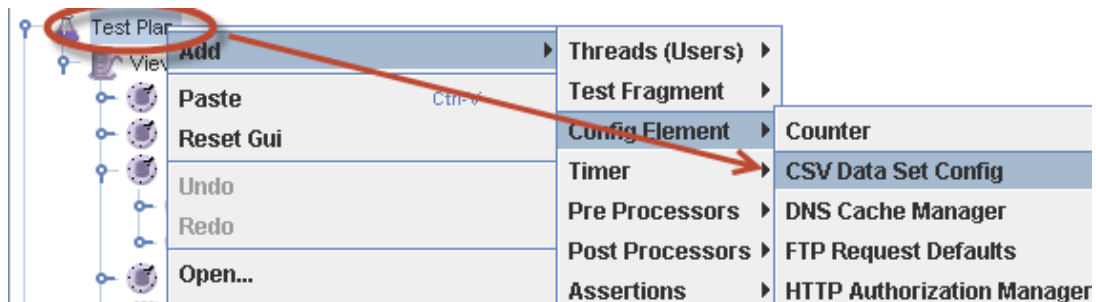 Test Plan
View
Add
Paste Ctrl-V
Reset Gui
Undo
Redo
Open...
Threads (Users)
Test Fragment
Config Element
Timer
Pre Processors
Post Processors
Assertions
Counter
CSV Data Set Config
DNS Cache Manager
FTP Request Defaults
HTTP Authorization Manager